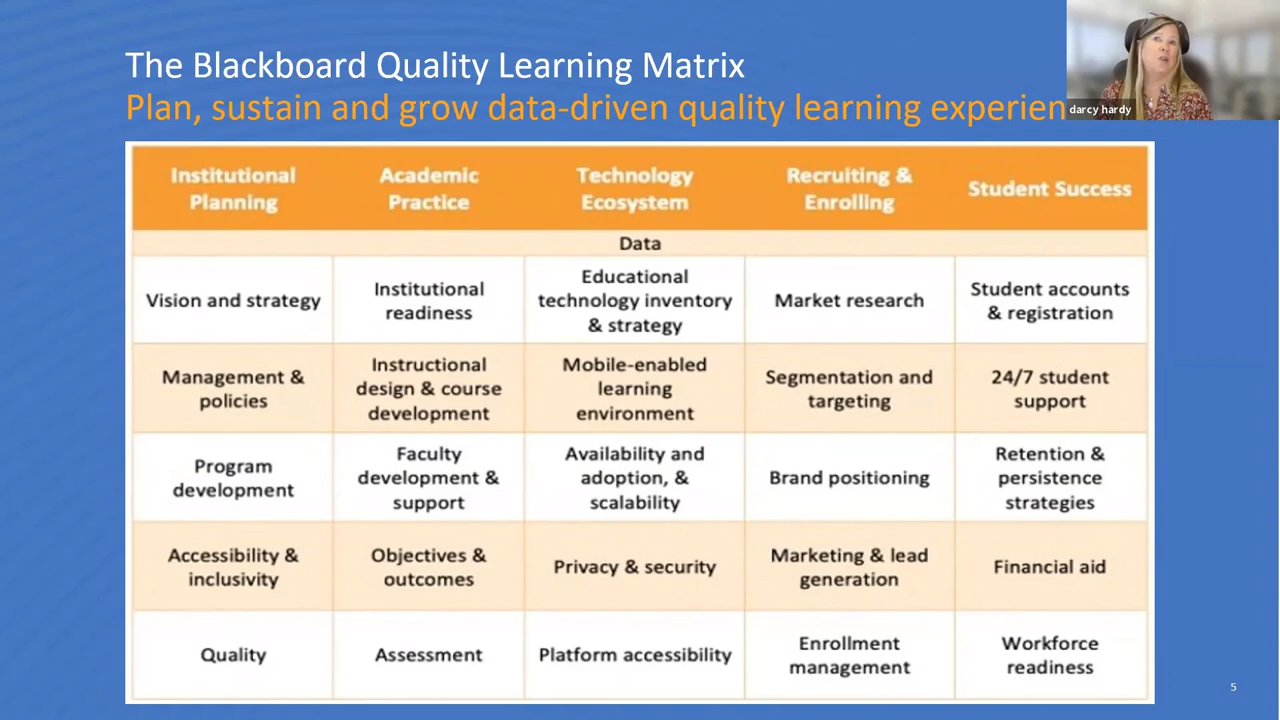 The Blackboard Quality Learning Matrix
Plan, sustain and grow data-driven quality learning experien
darcy hardy
Institutional
Planning
Academic
Practice
Technology
Ecosystem
Recruiting &
Enrolling
Student Success
Data
Vision and strategy
Institutional
readiness
Educational
technology inventory
& strategy
Market research
Student accounts
& registration
Management &
policies
Instructional
design & course
development
Mobile-enabled
learning
environment
Segmentation and
targeting
24/7 student
support
Program
development
Faculty
development &
support
Availability and
adoption, &
scalability
Brand positioning
Retention &
persistence
strategies
Accessibility &
inclusivity
Objectives &
outcomes
Privacy & security
Marketing & lead
generation
Financial aid
Quality
Assessment
Platform accessibility
Enrollment
management
Workforce
readiness
5